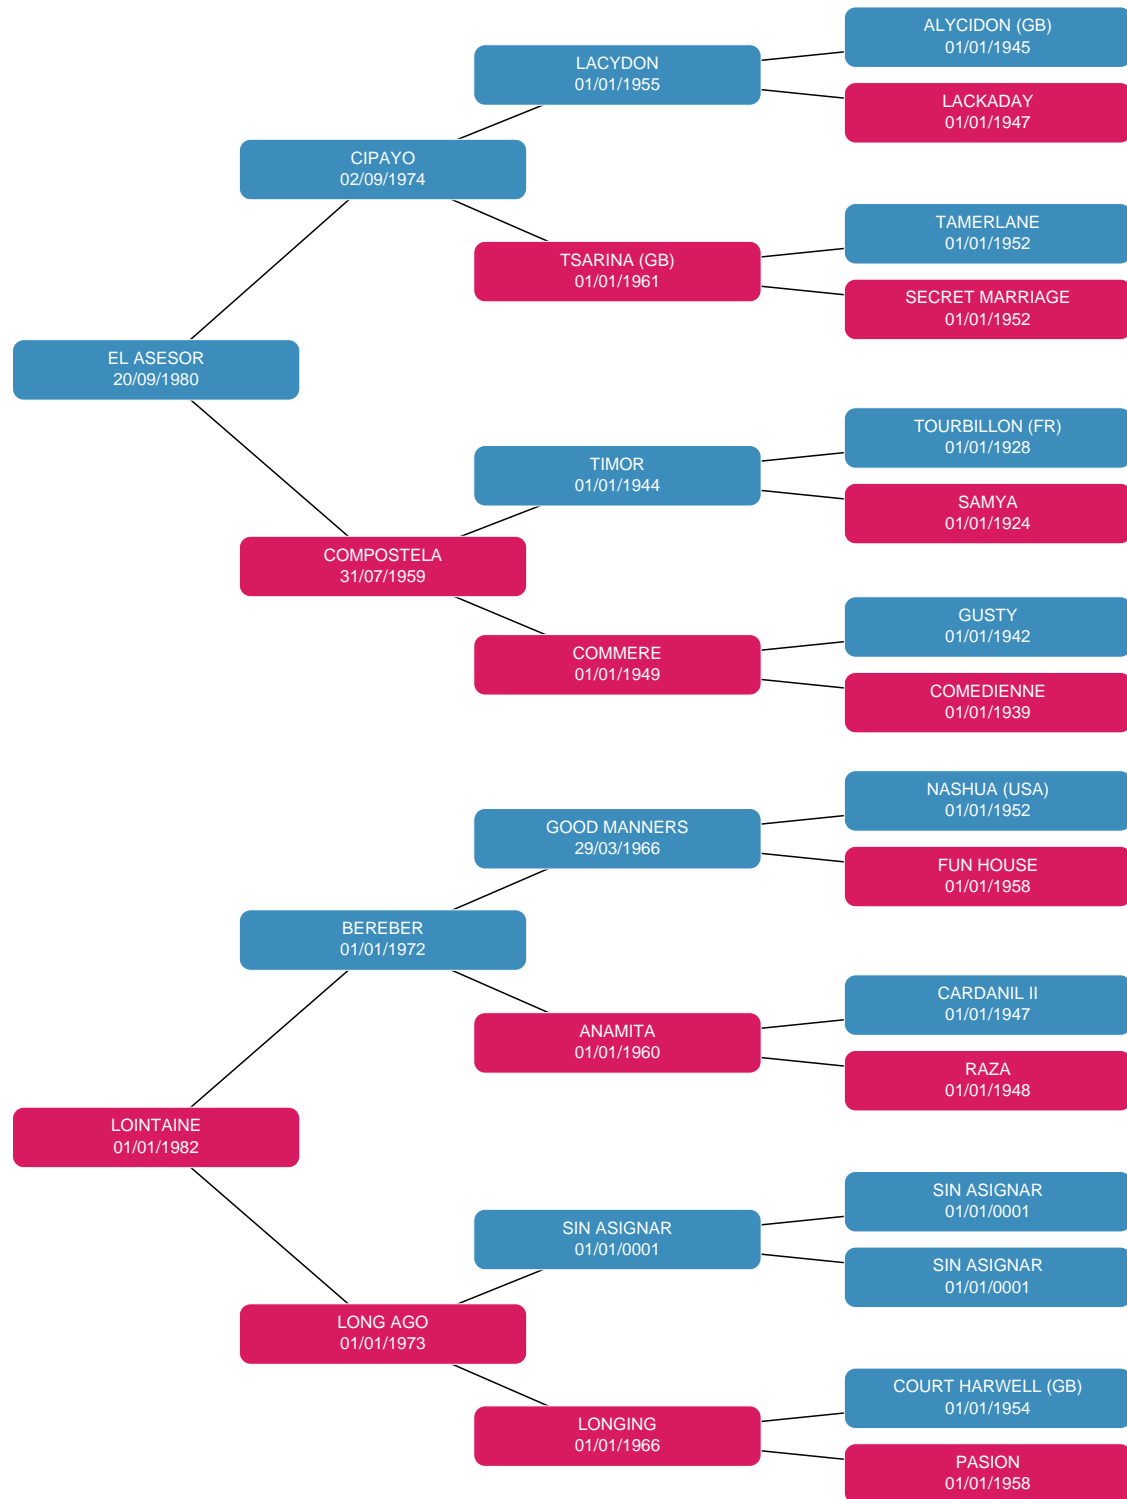 ALYCIDON (GB)
01/01/1945
LACYDON
01/01/1955
LACKADAY
01/01/1947
CIPAYO
02/09/1974
TAMERLANE
01/01/1952
TSARINA (GB)
01/01/1961
SECRET MARRIAGE
01/01/1952
EL ASESOR
20/09/1980
TOURBILLON (FR)
01/01/1928
TIMOR
01/01/1944
SAMYA
01/01/1924
COMPOSTELA
31/07/1959
GUSTY
01/01/1942
COMMERE
01/01/1949
COMEDIENNE
01/01/1939
NASHUA (USA)
01/01/1952
GOOD MANNERS
29/03/1966
FUN HOUSE
01/01/1958
BEREBER
01/01/1972
CARDANIL II
01/01/1947
ANAMITA
01/01/1960
RAZA
01/01/1948
LOINTAINE
01/01/1982
SIN ASIGNAR
01/01/0001
SIN ASIGNAR
01/01/0001
SIN ASIGNAR
01/01/0001
LONG AGO
01/01/1973
COURT HARWELL (GB)
01/01/1954
LONGING
01/01/1966
PASION
01/01/1958